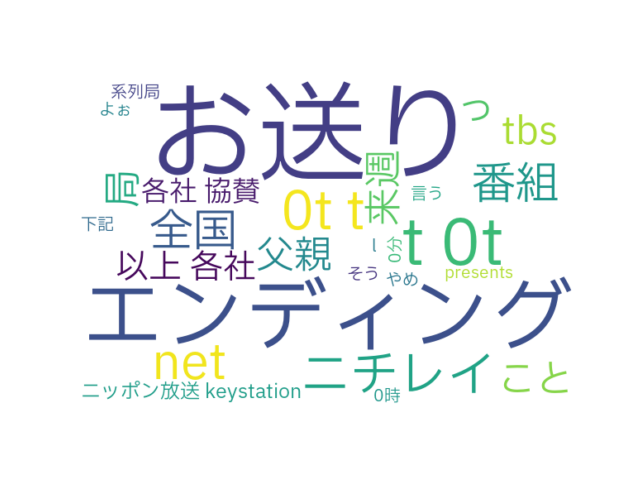 系列局
よぉ
お送り
っ
tbs
局
各社 協賛
来週
番組
言う
0t t
下記
全国
父親
l
0分
t 0t
以上 各社
そう
やめ
presents
エンディング
net
ニチレイ
こと
ニッポン放送 keystation
0時